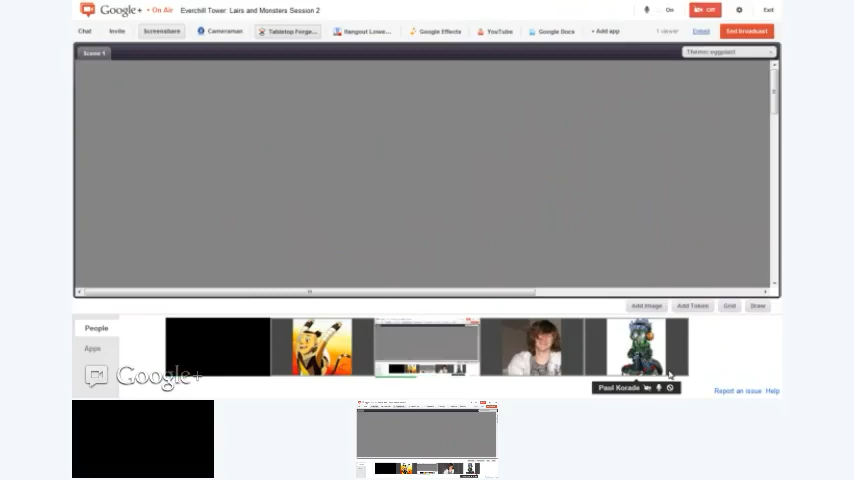 Google+ • On Air Everchill Tower: Lairs and Monsters Session 2 On Off Exit
Chat Invite Screenshare Cameraman Tabletop Forge... Hangout Lowe... Google Effects YouTube Google Docs + Add app 1 viewer Embed End broadcast
Scene 1 Theme: eggplant
Add Image Add Token Grid Draw
People
Apps
Google+
Paul Korade
Report an issue Help